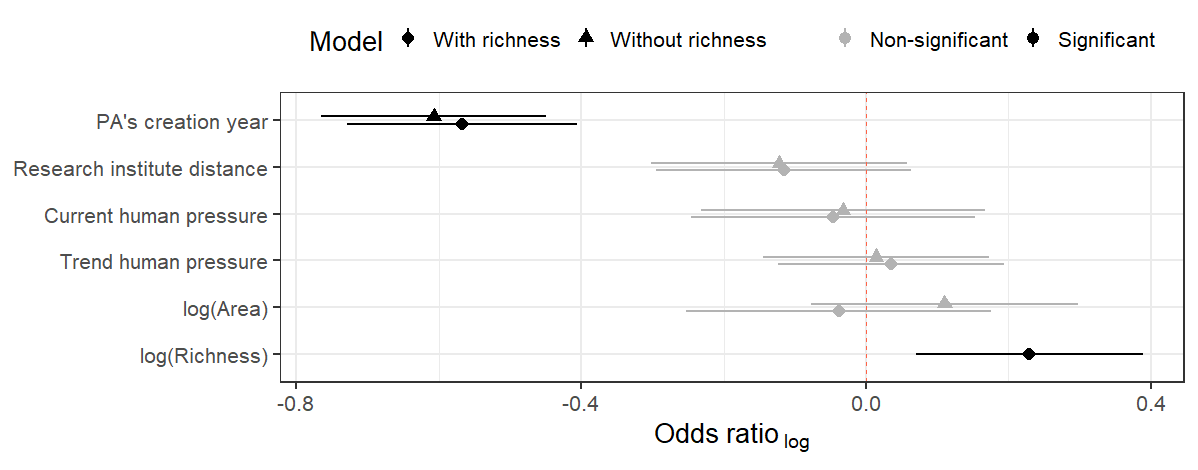 Model With richness Without richness Non-significant Significant
PA's creation year
Research institute distance
Current human pressure
Trend human pressure
log(Area)
log(Richness)
-0.8 -0.4 0.0 0.4
Odds ratio log